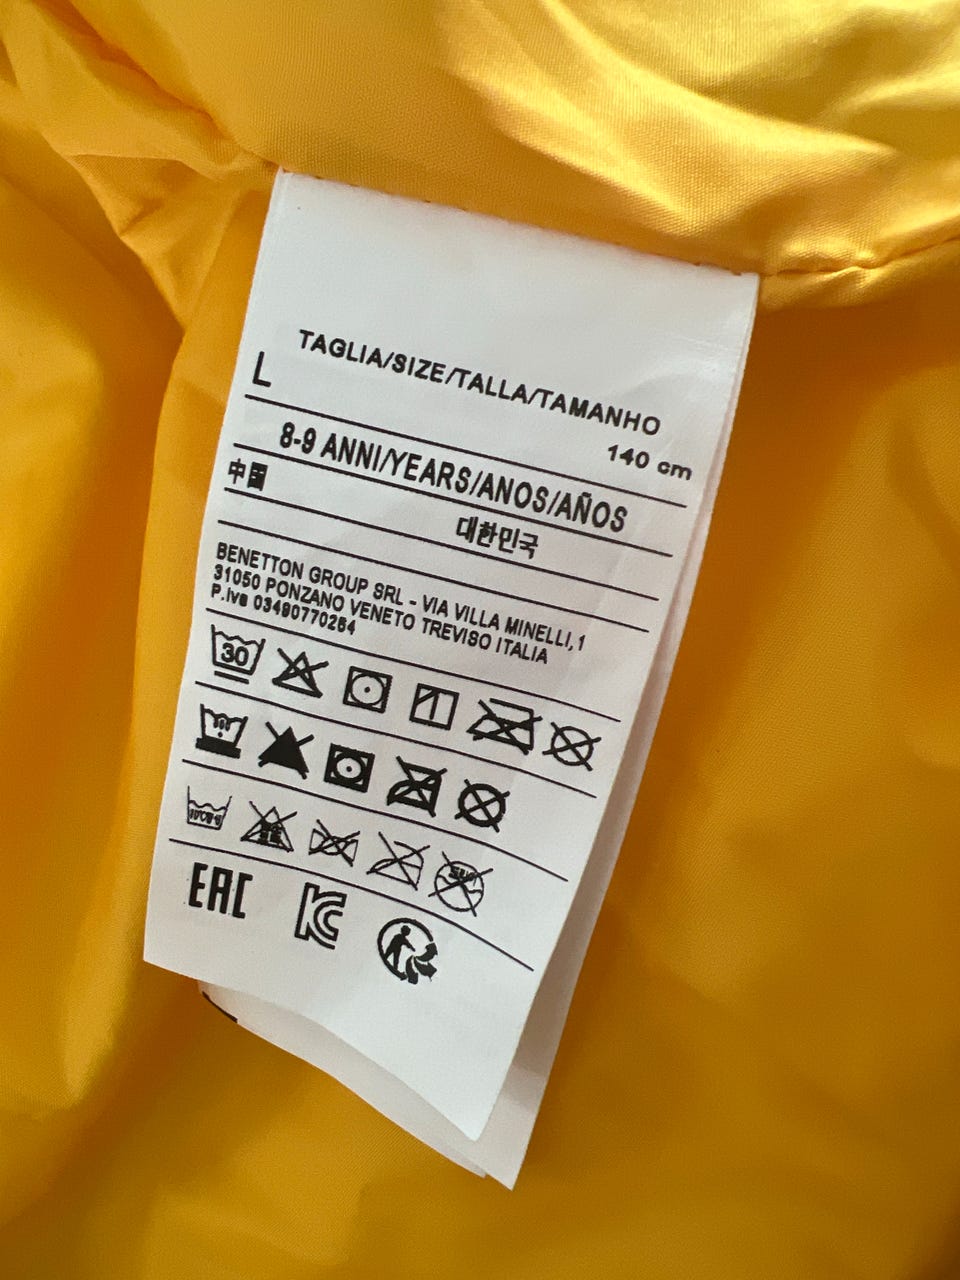 TAGLIA/SIZE/TALLA/TAMANHO
L
140 cm
8-9 ANNI/YEARS/ANOS/AÑOS
中国
대한민국
BENETTON GROUP SRL - VIA VILLA MINELLI,1
31050 PONZANO VENETO TREVISO ITALIA
P.Iva 03490770264
30
EAC
KC